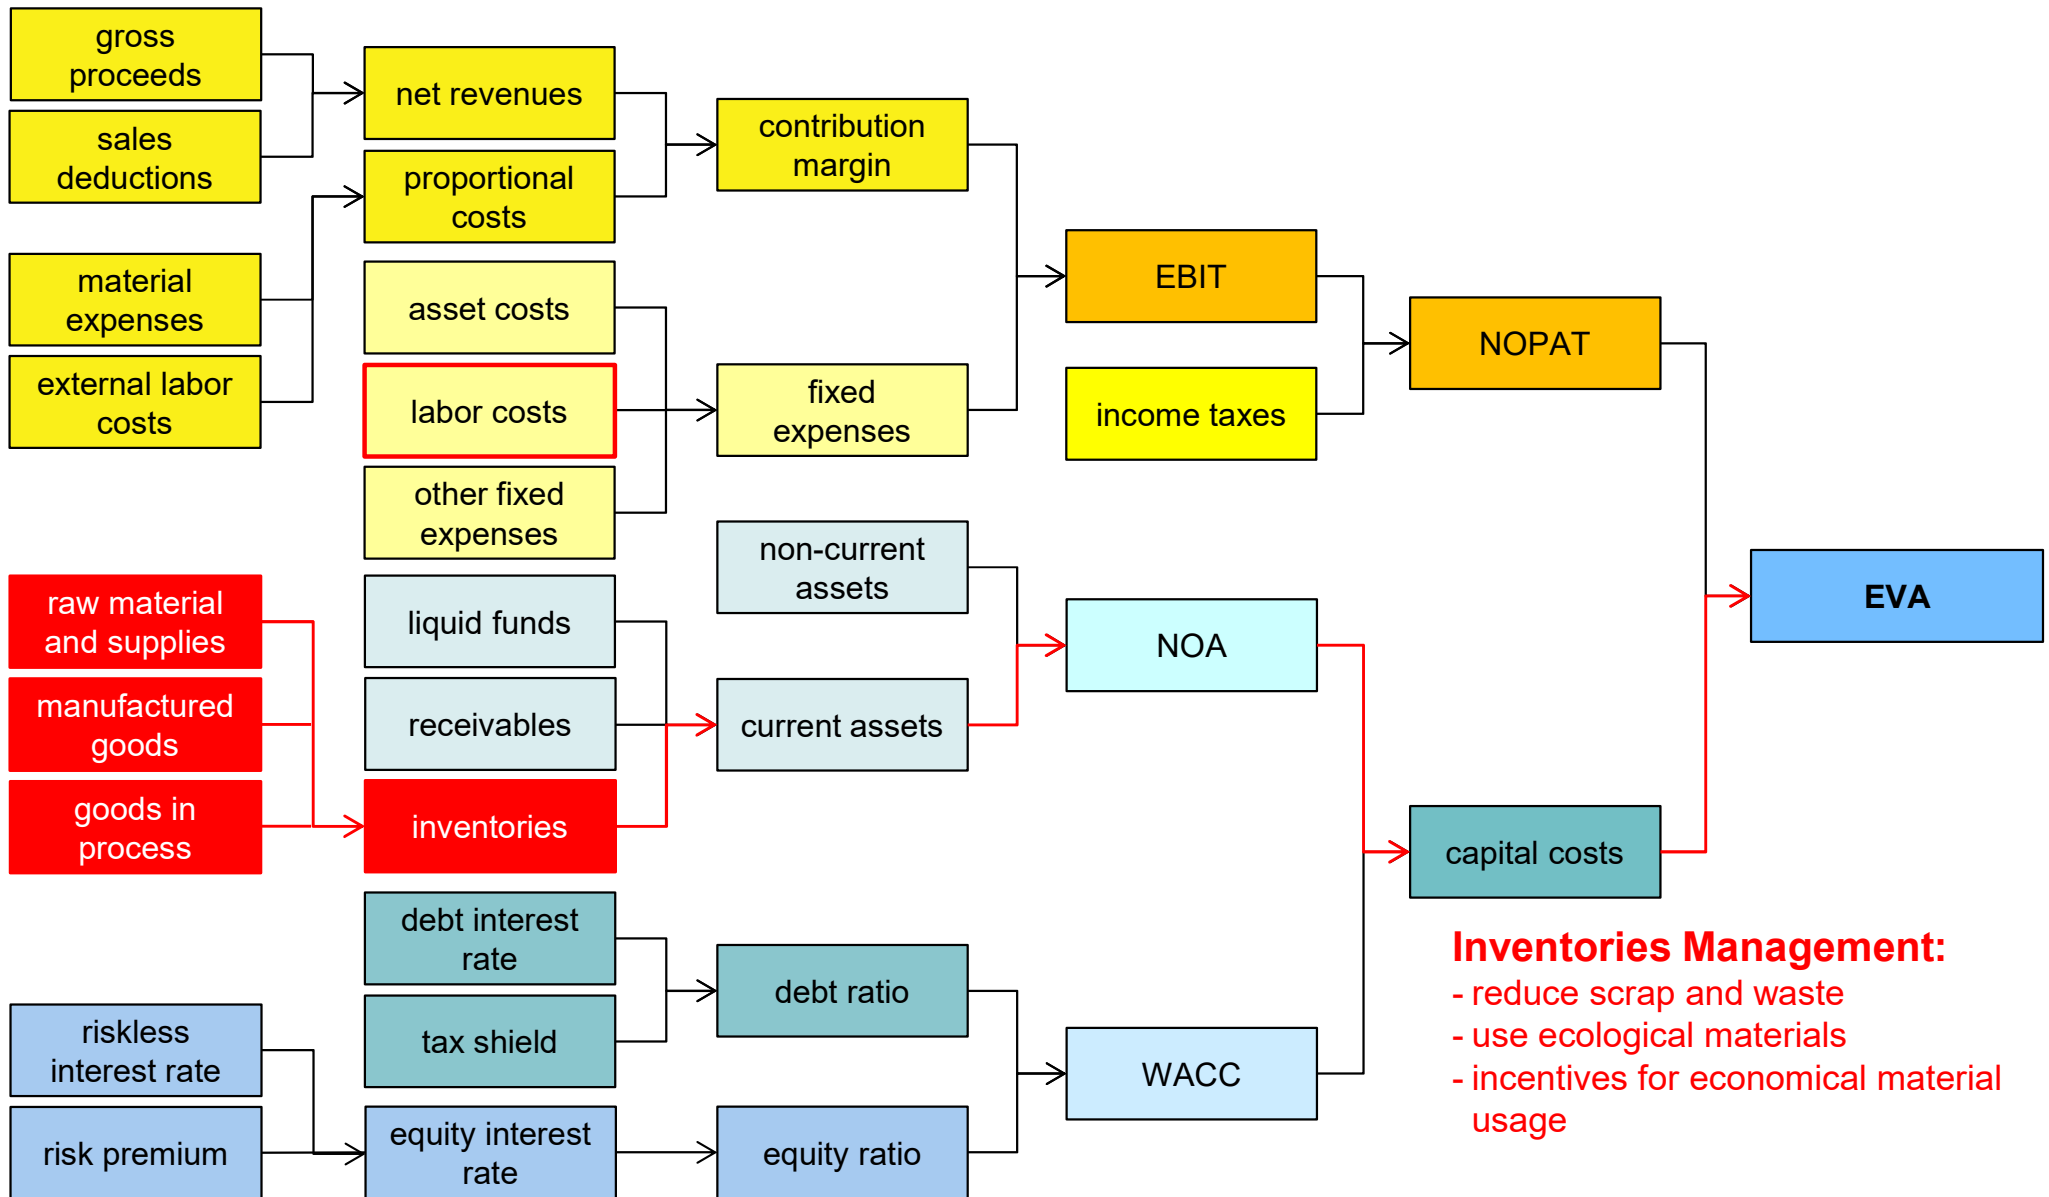 gross
proceeds
sales
deductions
material
expenses
external labor
costs
raw material
and supplies
manufactured
goods
goods in
process
riskless
interest rate
risk premium
net revenues
proportional
costs
asset costs
labor costs
other fixed
expenses
liquid funds
receivables
inventories
debt interest
rate
tax shield
equity interest
rate
contribution
margin
fixed
expenses
non-current
assets
current assets
debt ratio
equity ratio
EBIT
income taxes
NOA
WACC
NOPAT
capital costs
EVA
Inventories Management:
- reduce scrap and waste
- use ecological materials
- incentives for economical material
usage